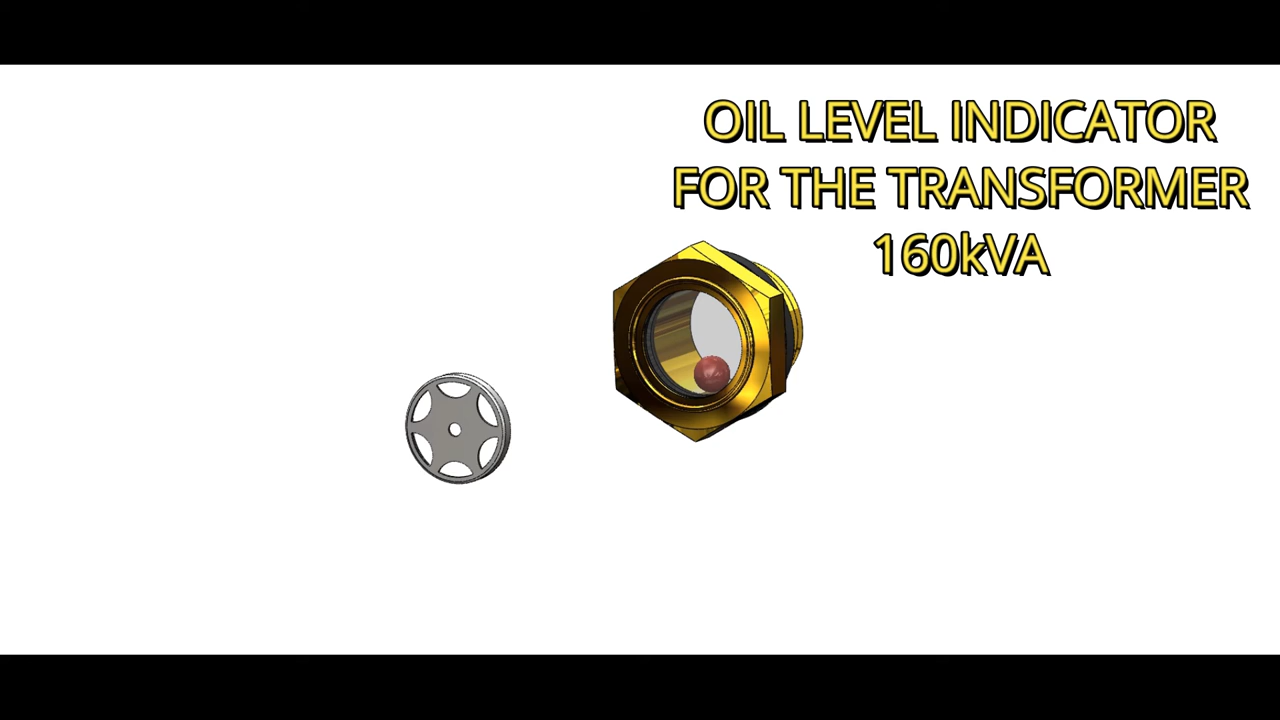 OIL LEVEL INDICATOR
FOR THE TRANSFORMER
160kVA